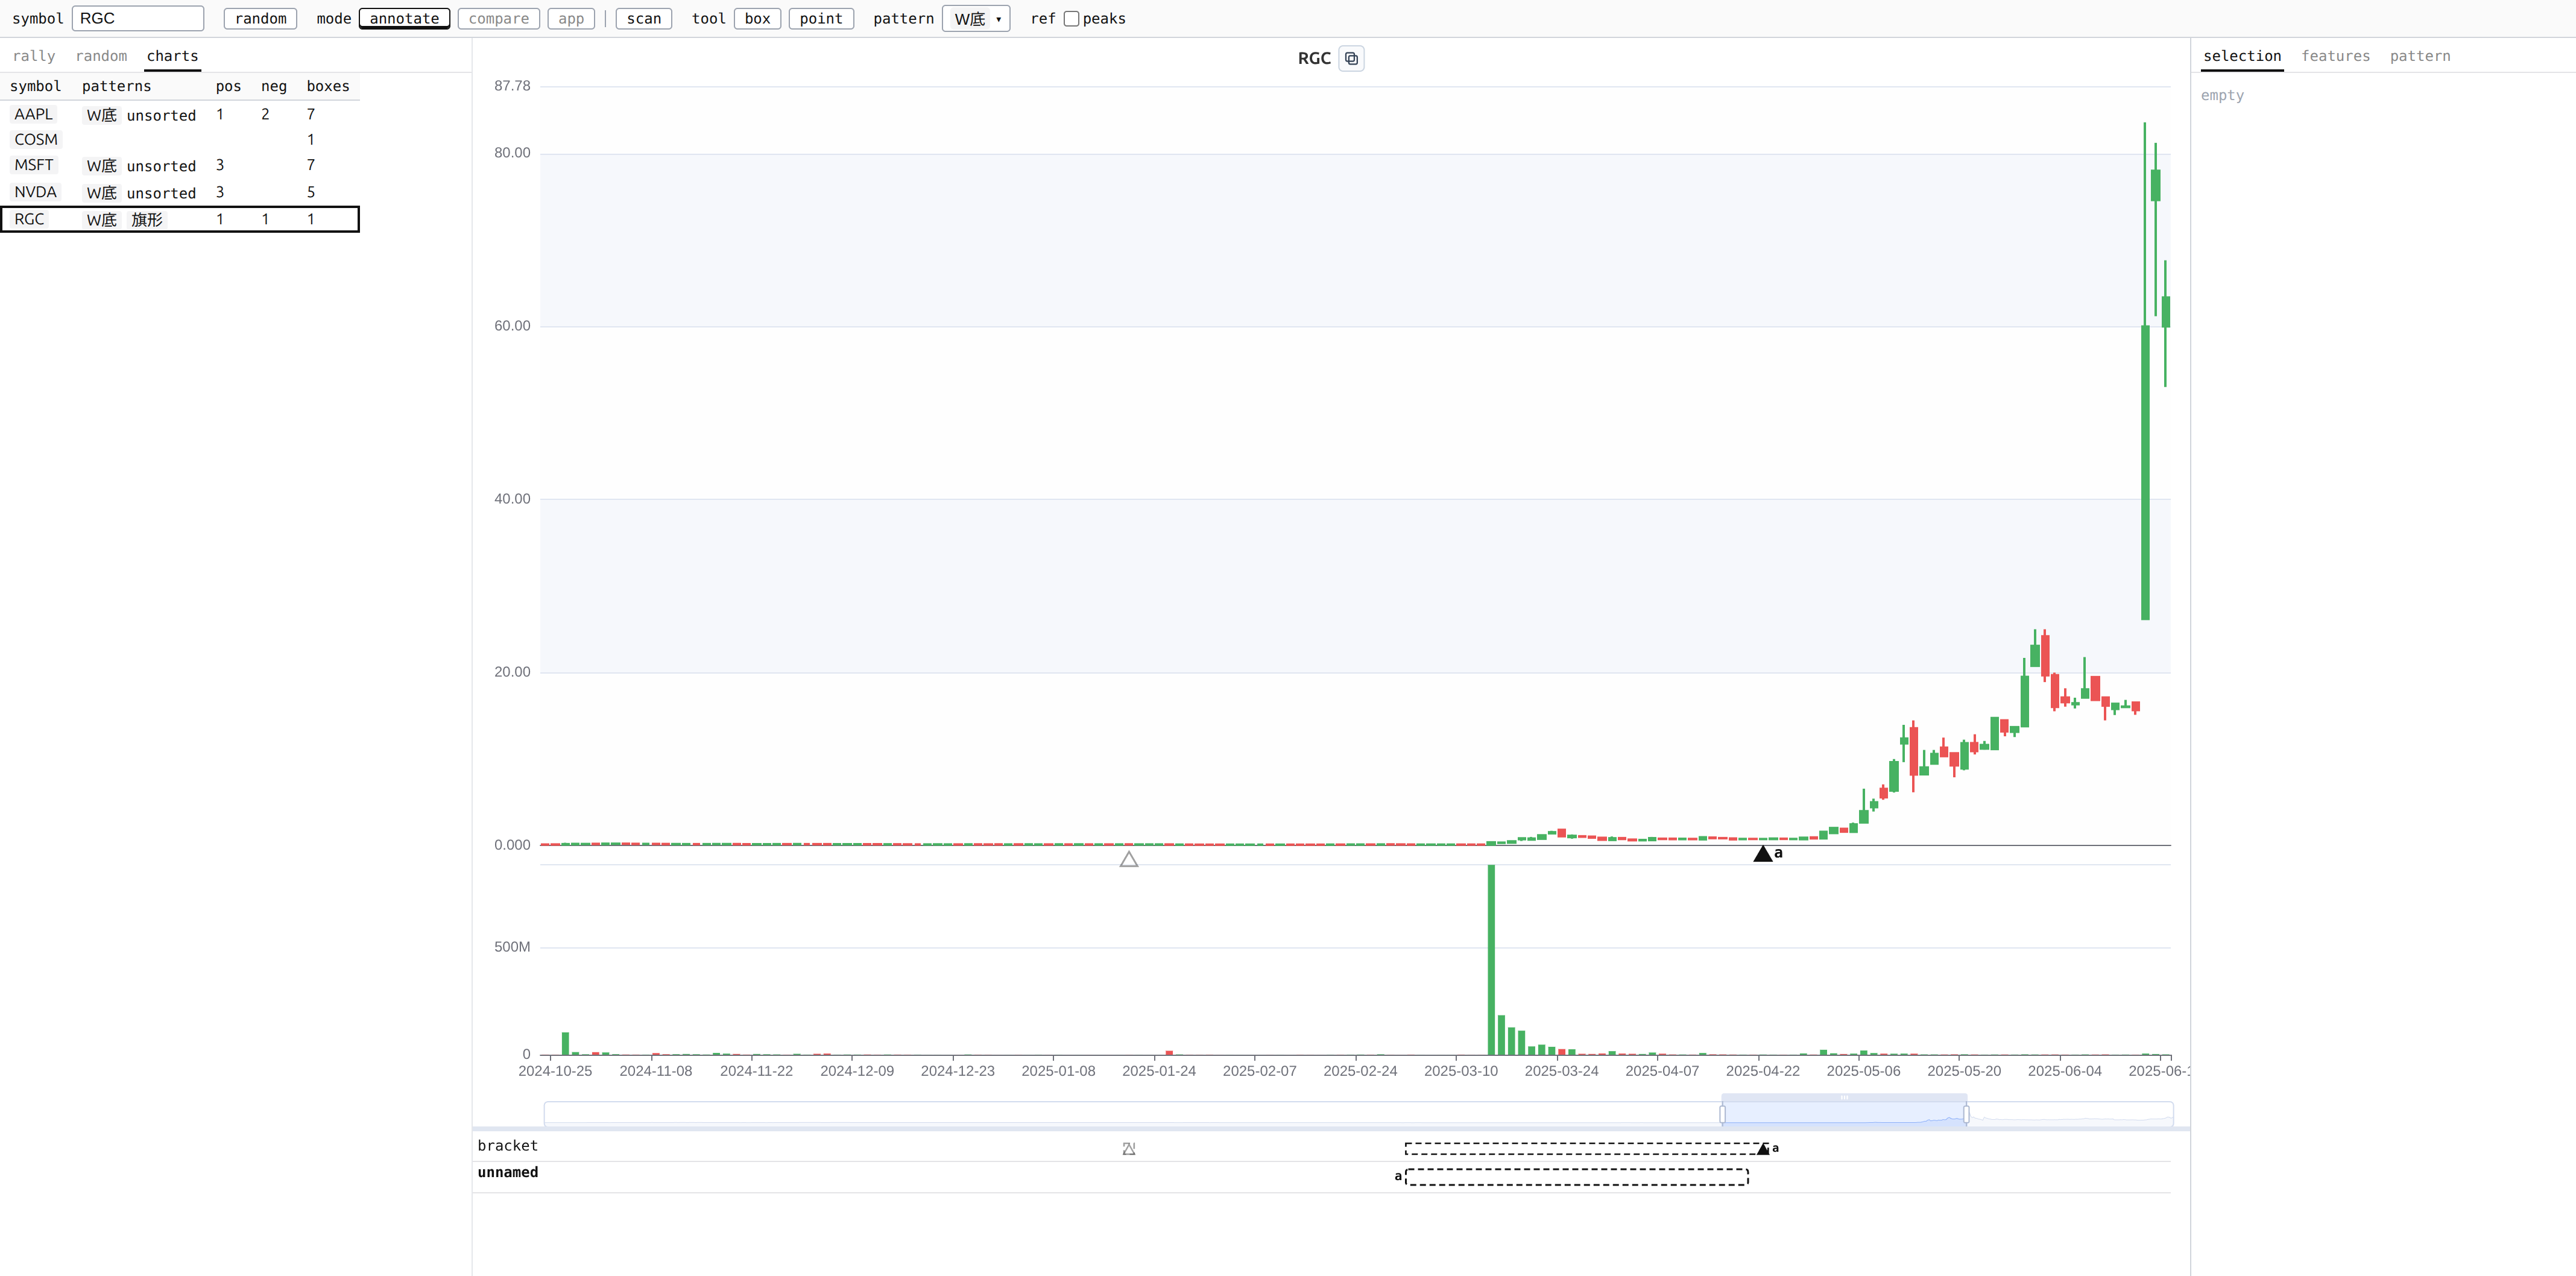 symbol RGC random mode annotate compare app | scan tool box point pattern W底 ▾ ref peaks
rally random charts
symbol patterns pos neg boxes
AAPL W底 unsorted 1 2 7
COSM 1
MSFT W底 unsorted 3 7
NVDA W底 unsorted 3 5
RGC W底 旗形 1 1 1
RGC
87.78
80.00
60.00
40.00
20.00
0.000
a
500M
0
2024-10-25 2024-11-08 2024-11-22 2024-12-09 2024-12-23 2025-01-08 2025-01-24 2025-02-07 2025-02-24 2025-03-10 2025-03-24 2025-04-07 2025-04-22 2025-05-06 2025-05-20 2025-06-04 2025-06-1
bracket a
unnamed a
selection features pattern
empty